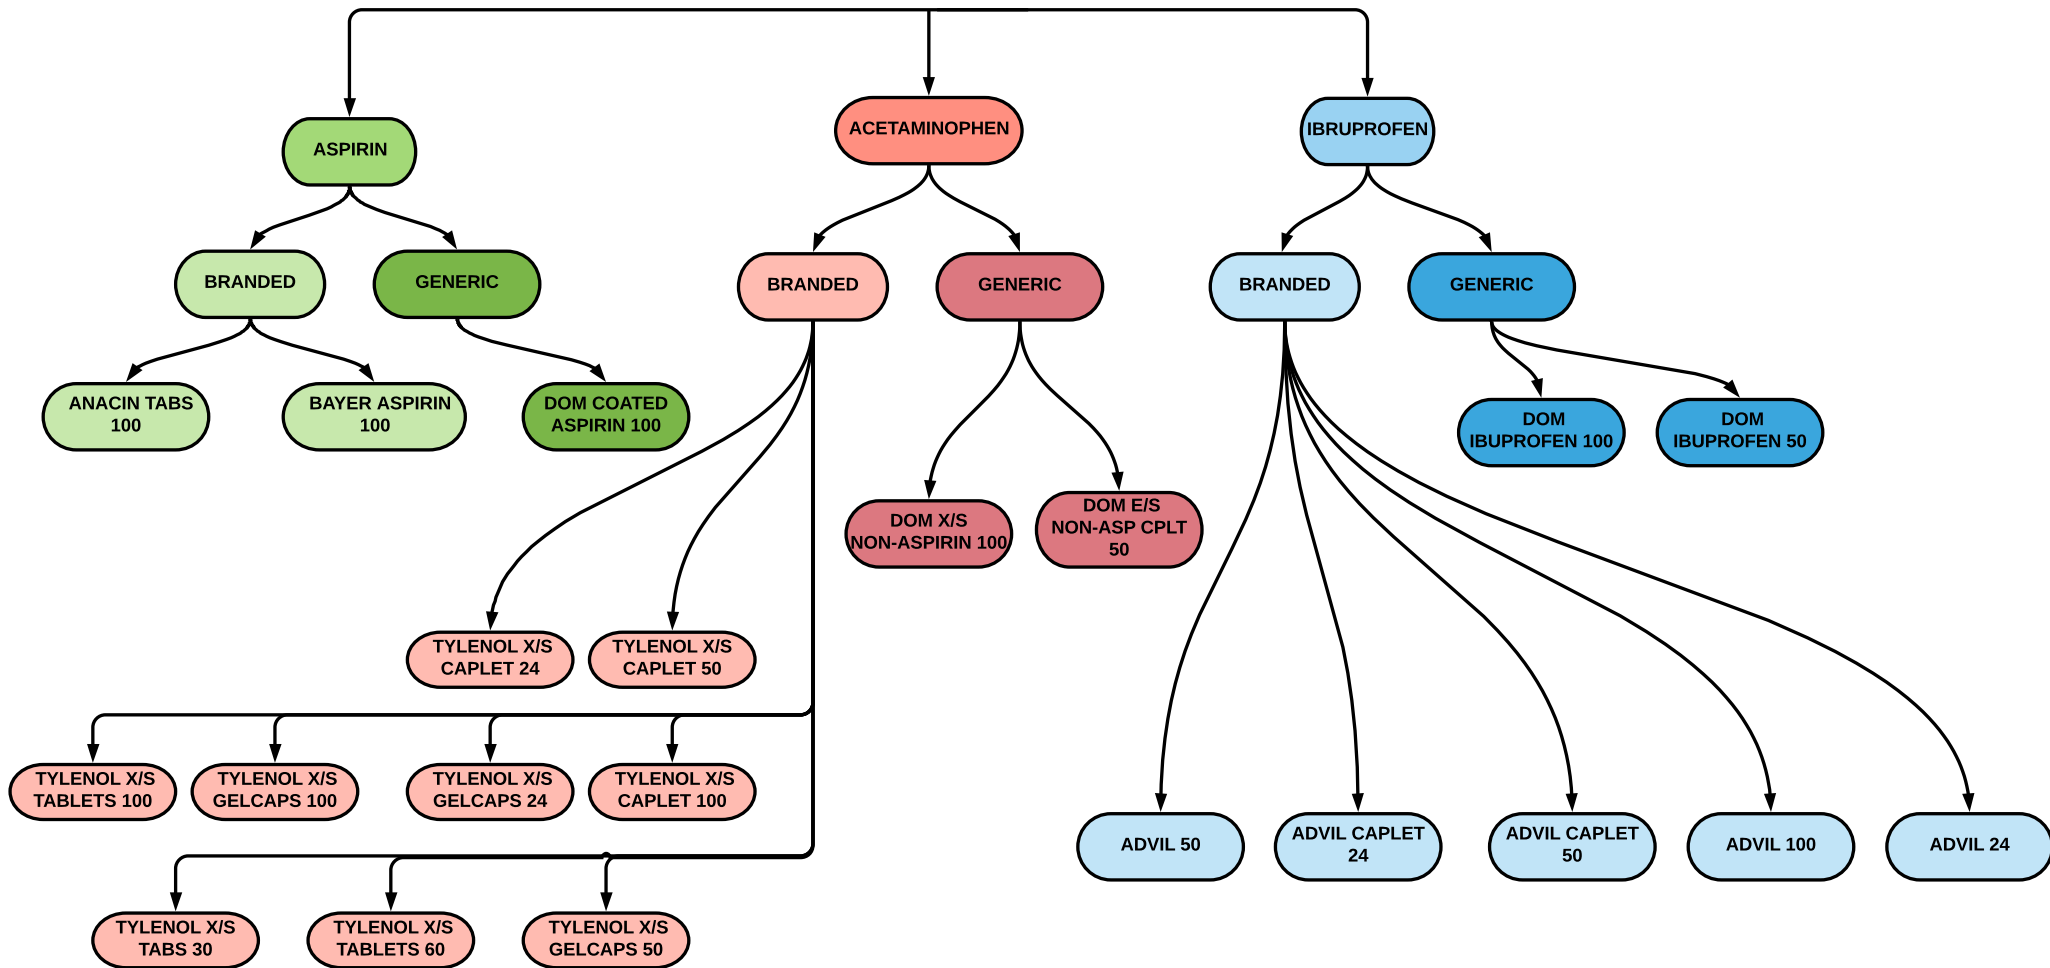 ASPIRIN
ACETAMINOPHEN
IBRUPROFEN
BRANDED
GENERIC
BRANDED
GENERIC
BRANDED
GENERIC
ANACIN TABS
100
BAYER ASPIRIN
100
DOM COATED
ASPIRIN 100
DOM
IBUPROFEN 100
DOM
IBUPROFEN 50
DOM X/S
NON-ASPIRIN 100
DOM E/S
NON-ASP CPLT
50
TYLENOL X/S
CAPLET 24
TYLENOL X/S
CAPLET 50
TYLENOL X/S
TABLETS 100
TYLENOL X/S
GELCAPS 100
TYLENOL X/S
GELCAPS 24
TYLENOL X/S
CAPLET 100
ADVIL 50
ADVIL CAPLET
24
ADVIL CAPLET
50
ADVIL 100
ADVIL 24
TYLENOL X/S
TABS 30
TYLENOL X/S
TABLETS 60
TYLENOL X/S
GELCAPS 50